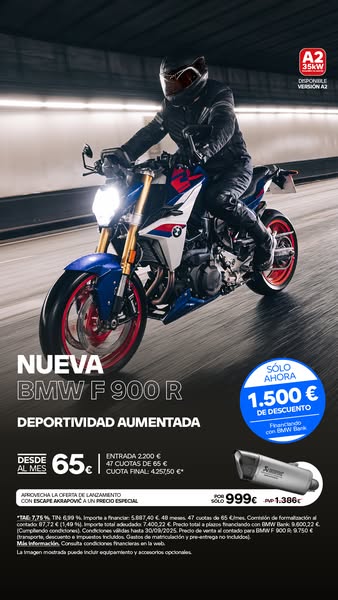 A2
35kW
DISPONIBLE
VERSIÓN A2
NUEVA
BMW F 900 R
DEPORTIVIDAD AUMENTADA
SÓLO
AHORA
1.500 €
DE DESCUENTO
Financiando
con BMW Bank
DESDE
AL MES
65€
ENTRADA 2.200 €
47 CUOTAS DE 65 €
CUOTA FINAL: 4.257,50 €*
APROVECHA LA OFERTA DE LANZAMIENTO
CON ESCAPE AKRAPOVIČ A UN PRECIO ESPECIAL
POR
SÓLO 999€ PVP 1.386€
*TAE: 7,75 %. TIN: 6,99 %. Importe a financiar: 5.887,40 €. 48 meses. 47 cuotas de 65 €/mes. Comisión de formalización al
contado: 87,72 € (1,49 %). Importe total adeudado: 7.400,22 €. Precio total a plazos financiando con BMW Bank: 9.600,22 €.
(Cumpliendo condiciones). Condiciones válidas hasta 30/09/2025. Precio de venta al contado para BMW F 900 R: 9.750 €
(transporte, descuento e impuestos incluidos. Gastos de matriculación y pre-entrega no incluidos).
Más información. Consulta condiciones financieras en la web.
La imagen mostrada puede incluir equipamiento y accesorios opcionales.